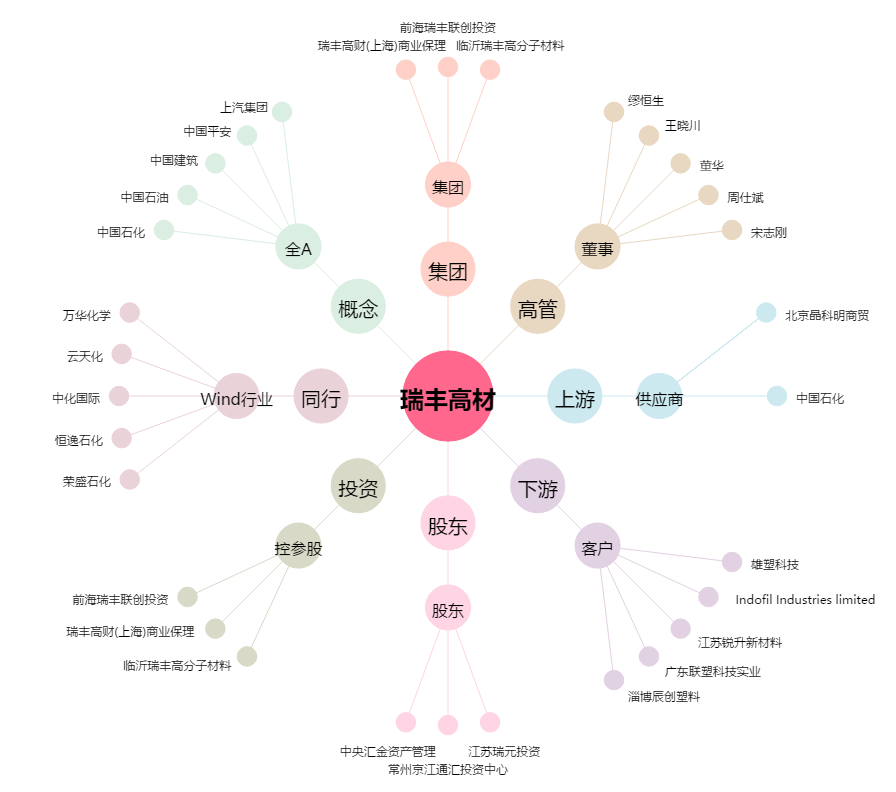 前海瑞丰联创投资
瑞丰高财(上海)商业保理
临沂瑞丰高分子材料
集团
集团
上汽集团
中国平安
中国建筑
中国石油
中国石化
全A
概念
缪恒生
王晓川
董华
周仕斌
宋志刚
董事
高管
万华化学
云天化
中化国际
恒逸石化
荣盛石化
Wind行业
同行
瑞丰高材
上游
供应商
北京晶科明商贸
中国石化
投资
控参股
前海瑞丰联创投资
瑞丰高财(上海)商业保理
临沂瑞丰高分子材料
股东
股东
中央汇金资产管理
常州京江通汇投资中心
江苏瑞元投资
下游
客户
雄塑科技
Indofil Industries limited
江苏锐升新材料
广东联塑科技实业
淄博辰创塑料